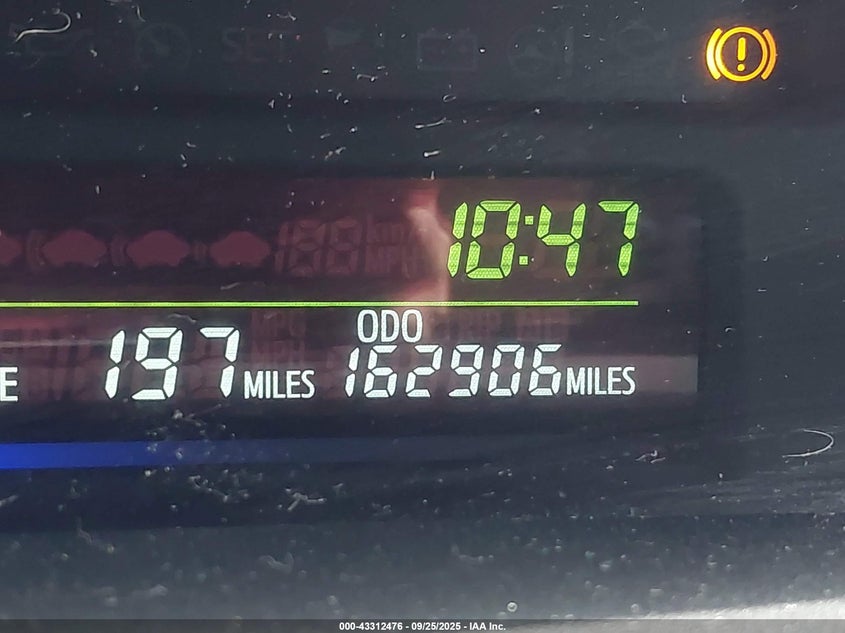 10:47
ODO
E 197 MILES 162906 MILES
000-43312476 - 09/25/2025 - IAA Inc.